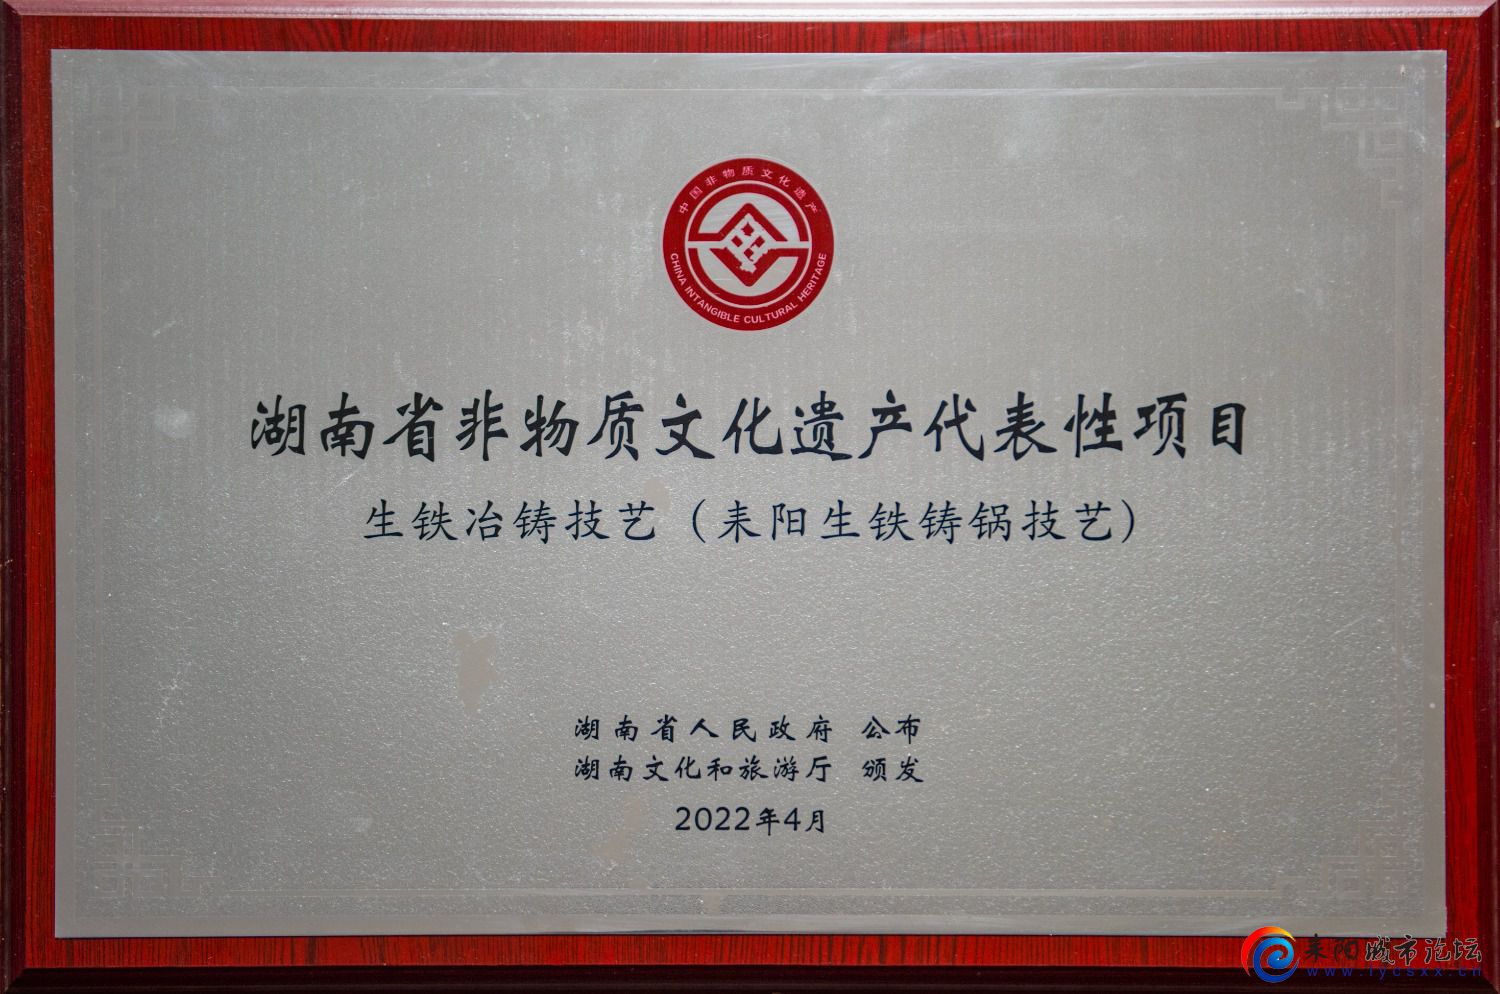 中国非物质文化遗产
CHINA INTANGIBLE CULTURAL HERITAGE
湖南省非物质文化遗产代表性项目
生铁冶铸技艺（耒阳生铁铸锅技艺）
湖南省人民政府 公布
湖南文化和旅游厅 颁发
2022年4月
耒阳城市论坛
www.lycsxx.cn